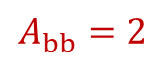 A_bb = 2